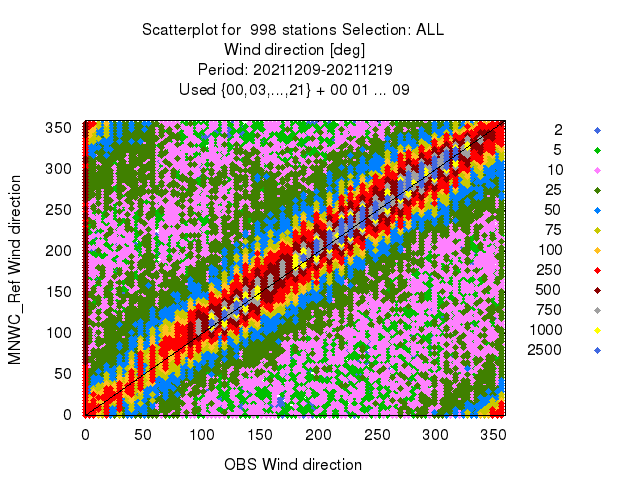 Scatterplot for 998 stations Selection: ALL
Wind direction [deg]
Period: 20211209-20211219
Used {00,03,...,21} + 00 01 ... 09
MNWC_Ref Wind direction
350
300
250
200
150
100
50
0
0 50 100 150 200 250 300 350
OBS Wind direction
2
5
10
25
50
75
100
250
500
750
1000
2500